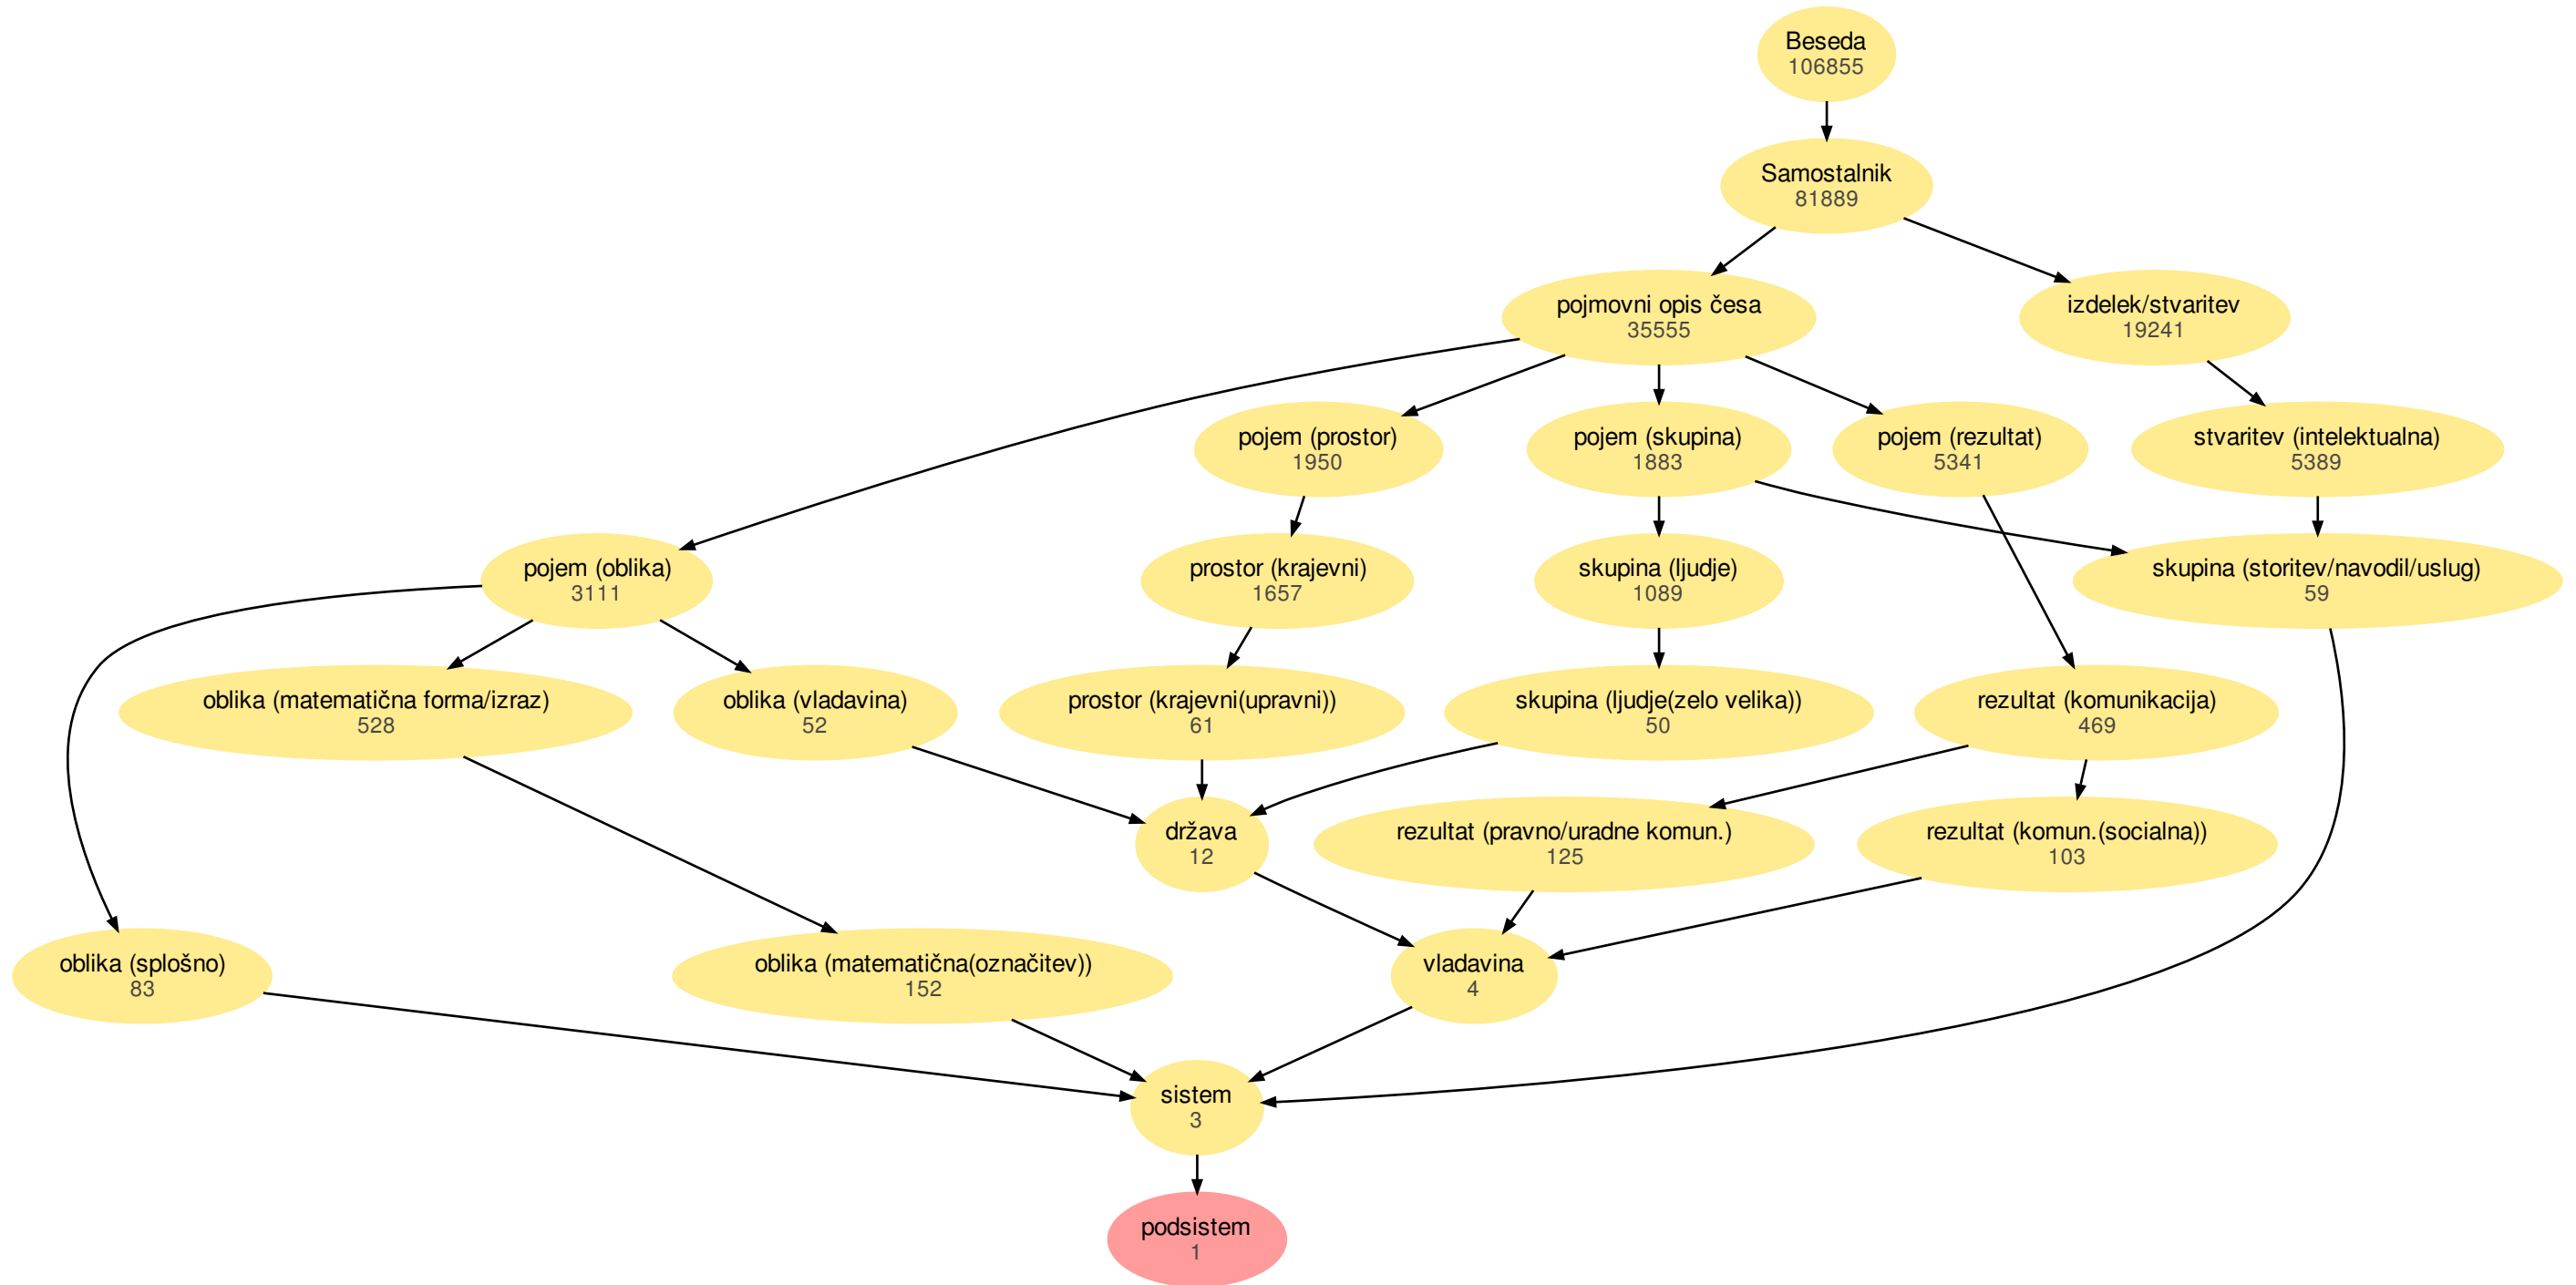 Beseda
106855
Samostalnik
81889
pojmovni opis česa
35555
izdelek/stvaritev
19241
pojem (prostor)
1950
pojem (skupina)
1883
pojem (rezultat)
5341
stvaritev (intelektualna)
5389
pojem (oblika)
3111
prostor (krajevni)
1657
skupina (ljudje)
1089
skupina (storitev/navodil/uslug)
59
oblika (matematična forma/izraz)
528
oblika (vladavina)
52
prostor (krajevni(upravni))
61
skupina (ljudje(zelo velika))
50
rezultat (komunikacija)
469
država
12
rezultat (pravno/uradne komun.)
125
rezultat (komun.(socialna))
103
oblika (splošno)
83
oblika (matematična(označitev))
152
vladavina
4
sistem
3
podsistem
1